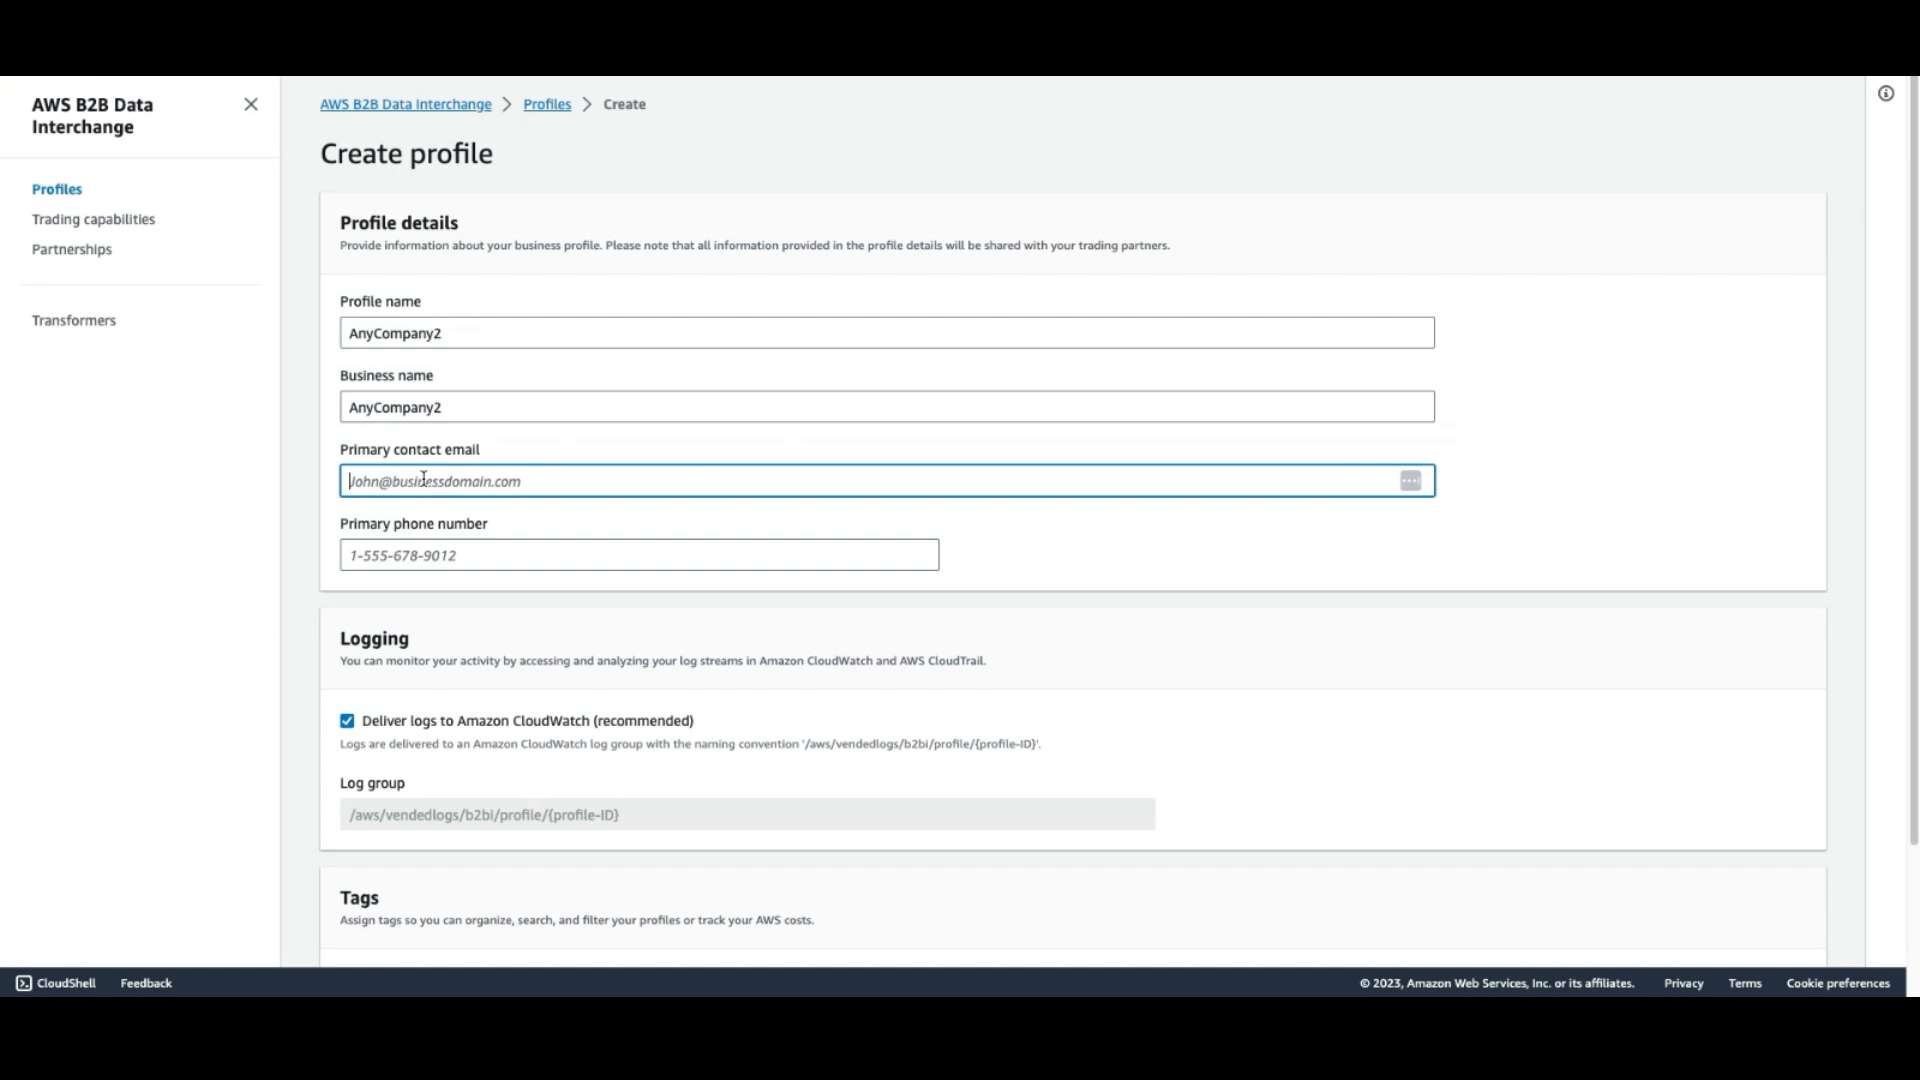 AWS B2B Data
Interchange
Profiles
Trading capabilities
Partnerships
Transformers
AWS B2B Data Interchange > Profiles > Create
Create profile
Profile details
Provide information about your business profile. Please note that all information provided in the profile details will be shared with your trading partners.
Profile name
AnyCompany2
Business name
AnyCompany2
Primary contact email
John@businessdomain.com
Primary phone number
1-555-678-9012
Logging
You can monitor your activity by accessing and analyzing your log streams in Amazon CloudWatch and AWS CloudTrail.
Deliver logs to Amazon CloudWatch (recommended)
Logs are delivered to an Amazon CloudWatch log group with the naming convention '/aws/vendedlogs/b2bi/profile/{profile-ID}'.
Log group
/aws/vendedlogs/b2bi/profile/{profile-ID}
Tags
Assign tags so you can organize, search, and filter your profiles or track your AWS costs.
CloudShell Feedback © 2023, Amazon Web Services, Inc. or its affiliates. Privacy Terms Cookie preferences